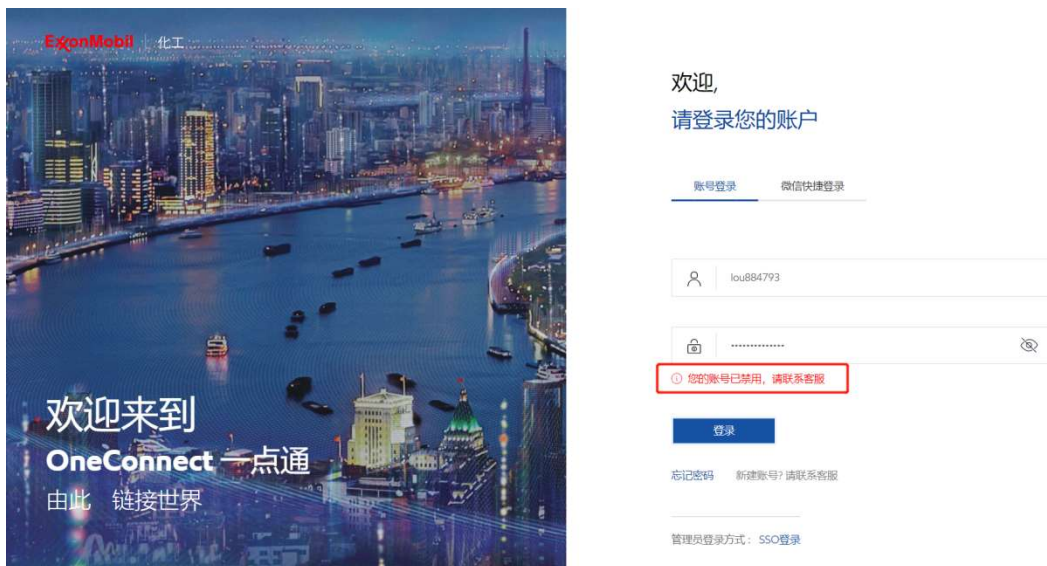 ExxonMobil 化工
欢迎来到
OneConnect 一点通
由此 链接世界
欢迎,
请登录您的账户
账号登录 微信快捷登录
lou884793
••••••••••••••
您的账号已禁用，请联系客服
登录
忘记密码 新建账号? 请联系客服
管理员登录方式： SSO登录